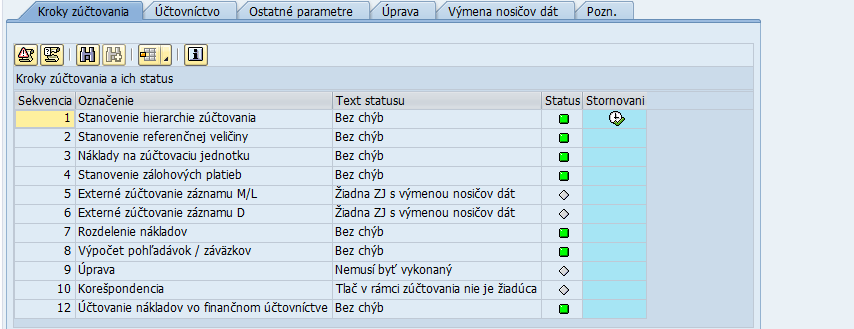 Kroky zúčtovania Účtovníctvo Ostatné parametre Úprava Výmena nosičov dát Pozn.
Kroky zúčtovania a ich status
Sekvencia Označenie Text statusu Status Stornovani
1 Stanovenie hierarchie zúčtovania Bez chýb
2 Stanovenie referenčnej veličiny Bez chýb
3 Náklady na zúčtovaciu jednotku Bez chýb
4 Stanovenie zálohových platieb Bez chýb
5 Externé zúčtovanie záznamu M/L Žiadna ZJ s výmenou nosičov dát
6 Externé zúčtovanie záznamu D Žiadna ZJ s výmenou nosičov dát
7 Rozdelenie nákladov Bez chýb
8 Výpočet pohľadávok / záväzkov Bez chýb
9 Úprava Nemusí byť vykonaný
10 Korešpondencia Tlač v rámci zúčtovania nie je žiadúca
12 Účtovanie nákladov vo finančnom účtovníctve Bez chýb